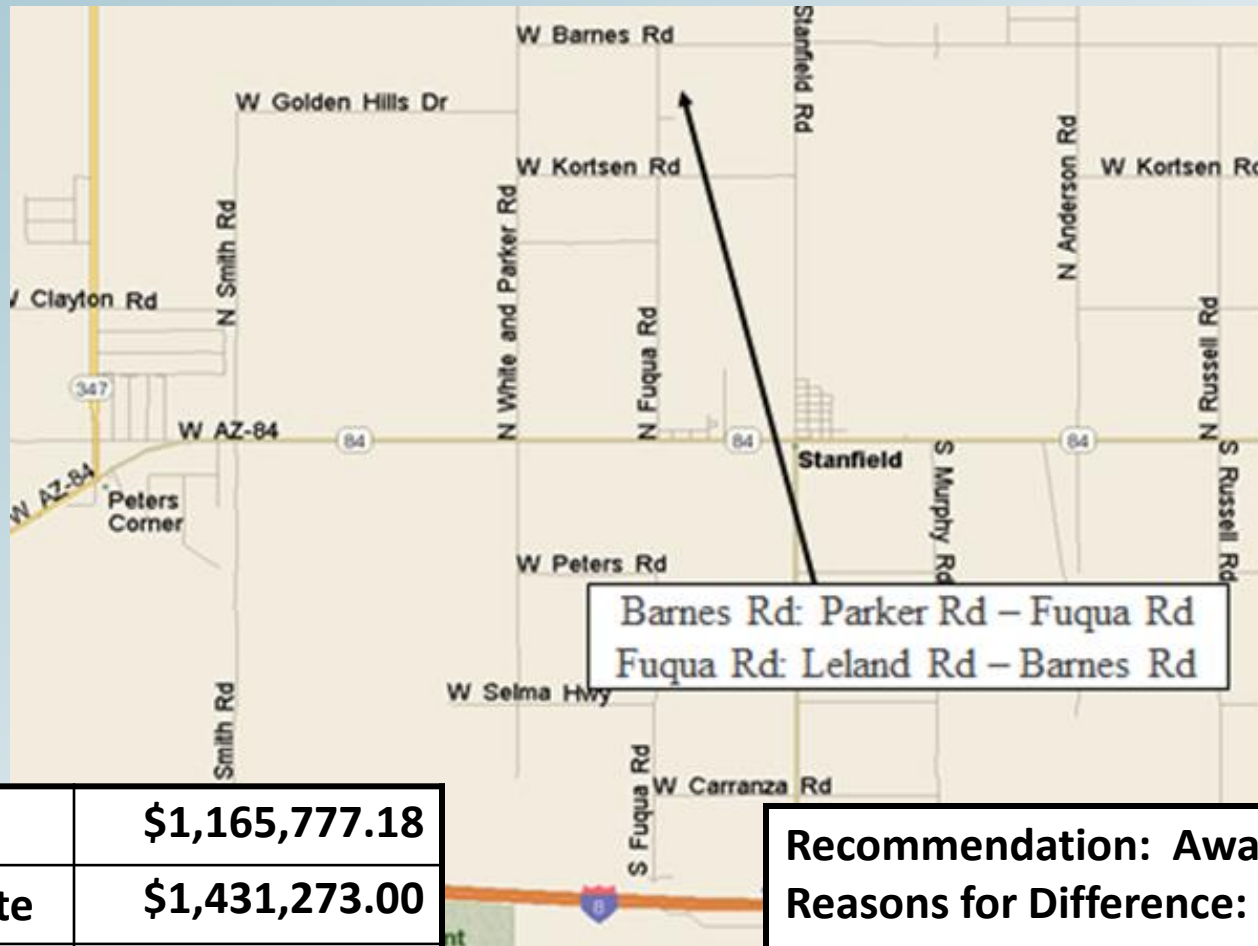 W Barnes Rd
Stanfield Rd
W Golden Hills Dr
N Anderson Rd
W Kortsen Rd
W Kortsen
N Smith Rd
N White and Parker Rd
Clayton Rd
N Fuqua Rd
N Russell Rd
347
W AZ-84
84
84
84
Stanfield
W AZ-84
Peters
Corner
S Murphy Rd
S Russell Rd
W Peters Rd
Barnes Rd: Parker Rd – Fuqua Rd
Fuqua Rd: Leland Rd – Barnes Rd
W Selma Hwy
Smith Rd
S Fuqua Rd
W Carranza Rd
$1,165,777.18
$1,431,273.00
8
Recommendation:
Reasons for Difference: